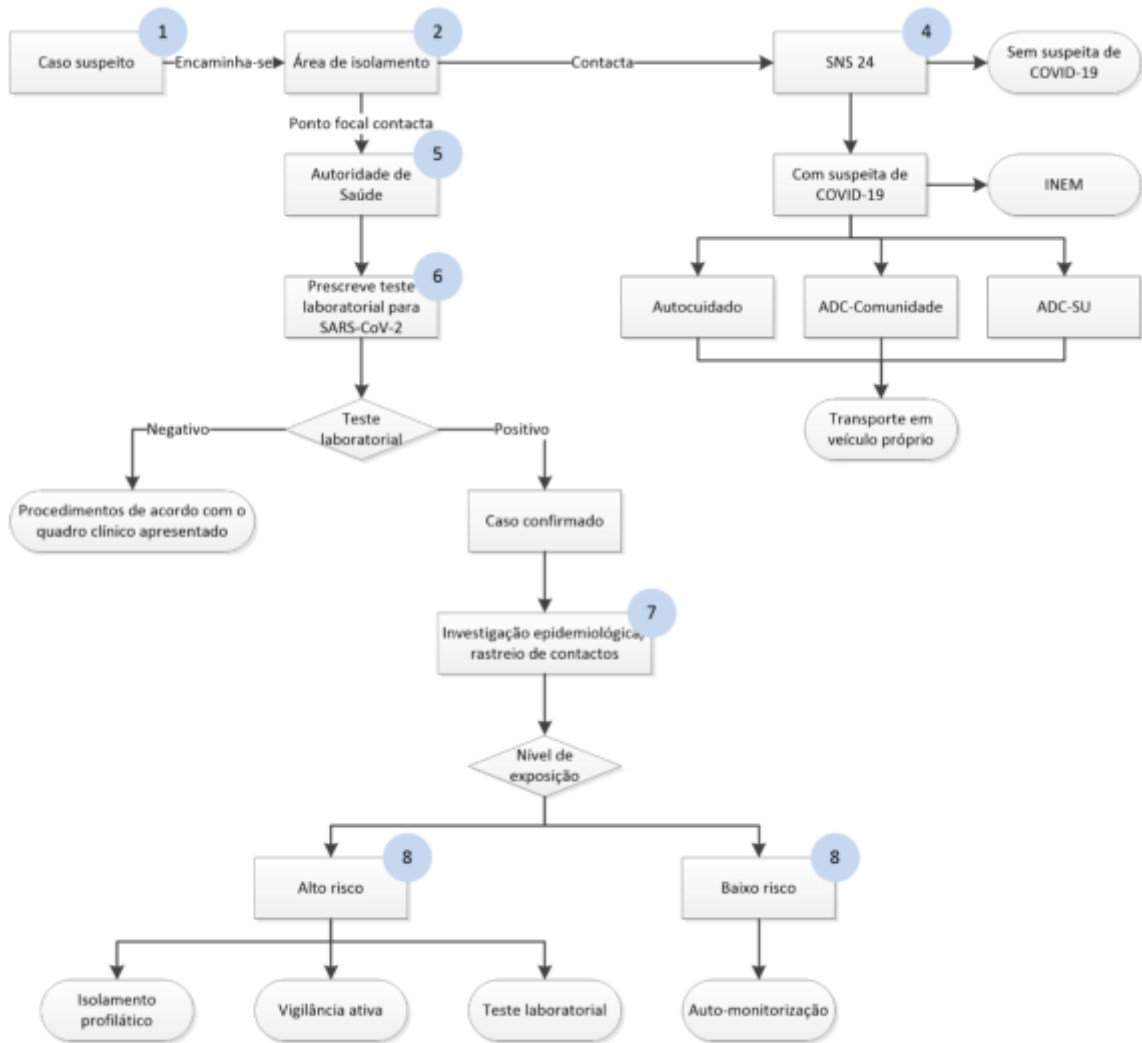 1
2
4
Caso suspeito
Encaminha-se
Área de isolamento
Contacta
SNS 24
Sem suspeita de
COVID-19
Ponto focal contacta
5
Autoridade de
Saúde
Com suspeita de
COVID-19
INEM
6
Prescreve teste
laboratorial para
SARS-CoV-2
Autocuidado
ADC-Comunidade
ADC-SU
Negativo
Teste
laboratorial
Positivo
Transporte em
veículo próprio
Procedimentos de acordo com o
quadro clínico apresentado
Caso confirmado
7
Investigação epidemiológica,
rastreio de contactos
Nível de
exposição
8
8
Alto risco
Baixo risco
Isolamento
profilático
Vigilância ativa
Teste laboratorial
Auto-monitorização